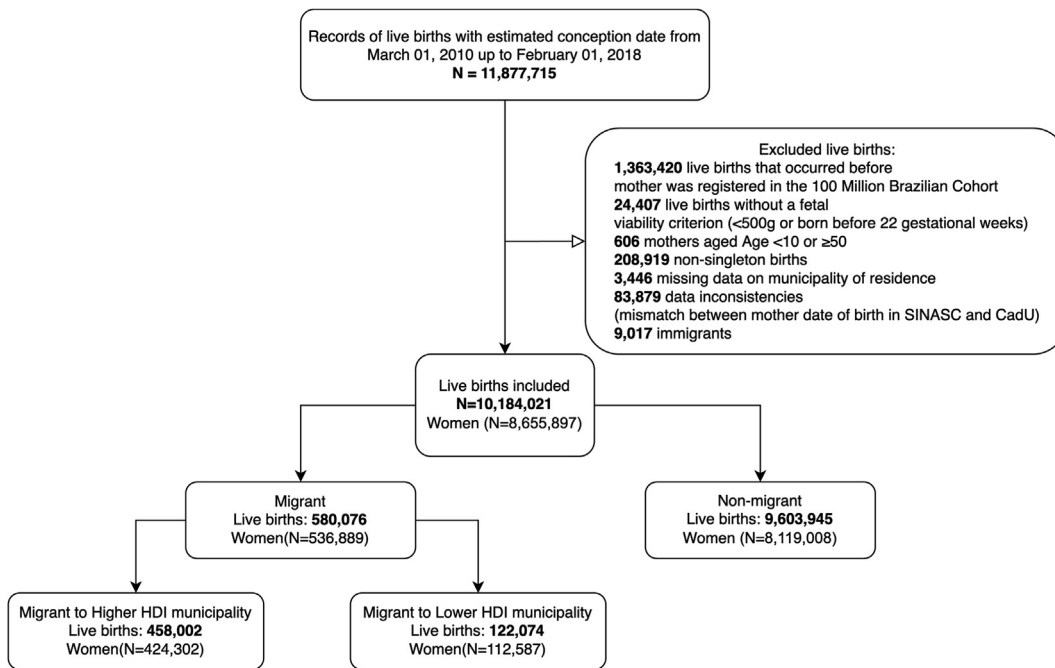 Records of live births with estimated conception date from
March 01, 2010 up to February 01, 2018
N = 11,877,715
Excluded live births:
1,363,420 live births that occurred before
mother was registered in the 100 Million Brazilian Cohort
24,407 live births without a fetal
viability criterion (<500g or born before 22 gestational weeks)
606 mothers aged Age <10 or ≥50
208,919 non-singleton births
3,446 missing data on municipality of residence
83,879 data inconsistencies
(mismatch between mother date of birth in SINASC and CadU)
9,017 immigrants
Live births included
N=10,184,021
Women (N=8,655,897)
Migrant
Live births: 580,076
Women(N=536,889)
Non-migrant
Live births: 9,603,945
Women (N=8,119,008)
Migrant to Higher HDI municipality
Live births: 458,002
Women(N=424,302)
Migrant to Lower HDI municipality
Live births: 122,074
Women(N=112,587)